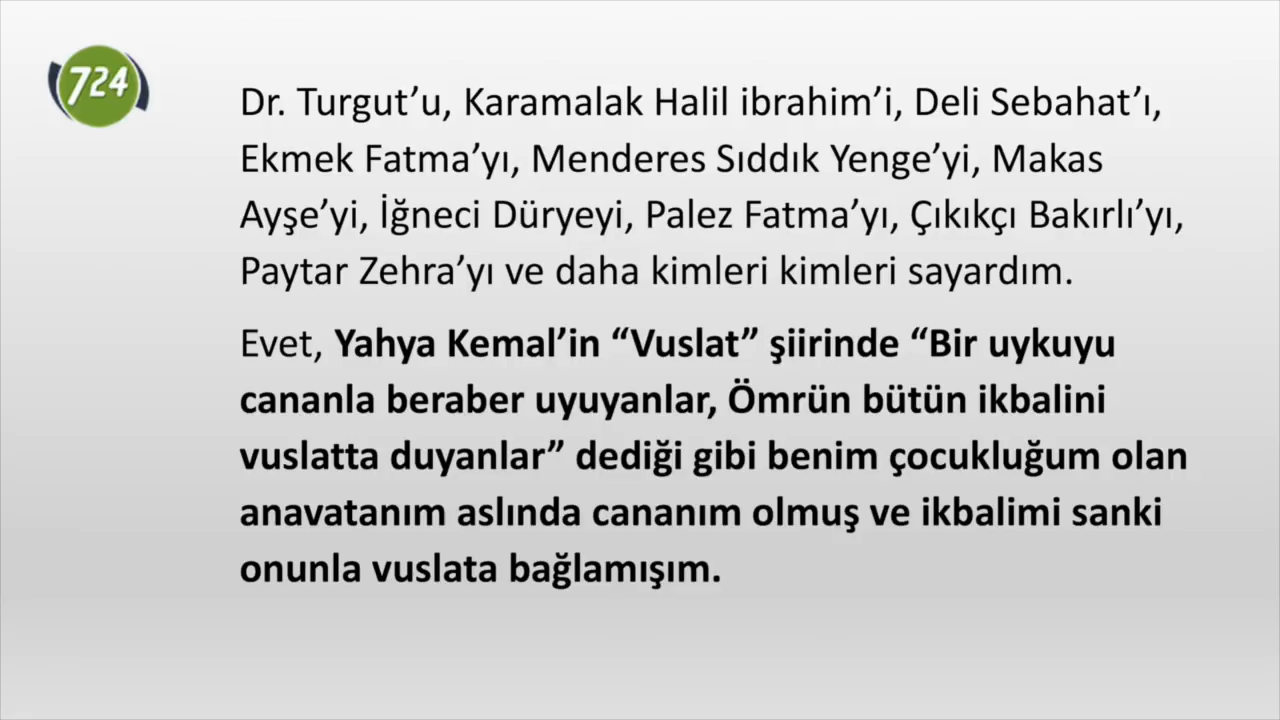 724
Dr. Turgut’u, Karamalak Halil ibrahim’i, Deli Sebahat’ı,
Ekmek Fatma’yı, Menderes Sıddık Yenge’yi, Makas
Ayşe’yi, İğneci Düryeyi, Palez Fatma’yı, Çıkıkçı Bakırlı’yı,
Paytar Zehra’yı ve daha kimleri kimleri sayardım.
Evet, Yahya Kemal’in “Vuslat” şiirinde “Bir uykuyu
cananla beraber uyuyanlar, Ömrün bütün ikbalini
vuslatta duyanlar” dediği gibi benim çocukluğum olan
anavatanım aslında cananım olmuş ve ikbalimi sanki
onunla vuslata bağlamışım.